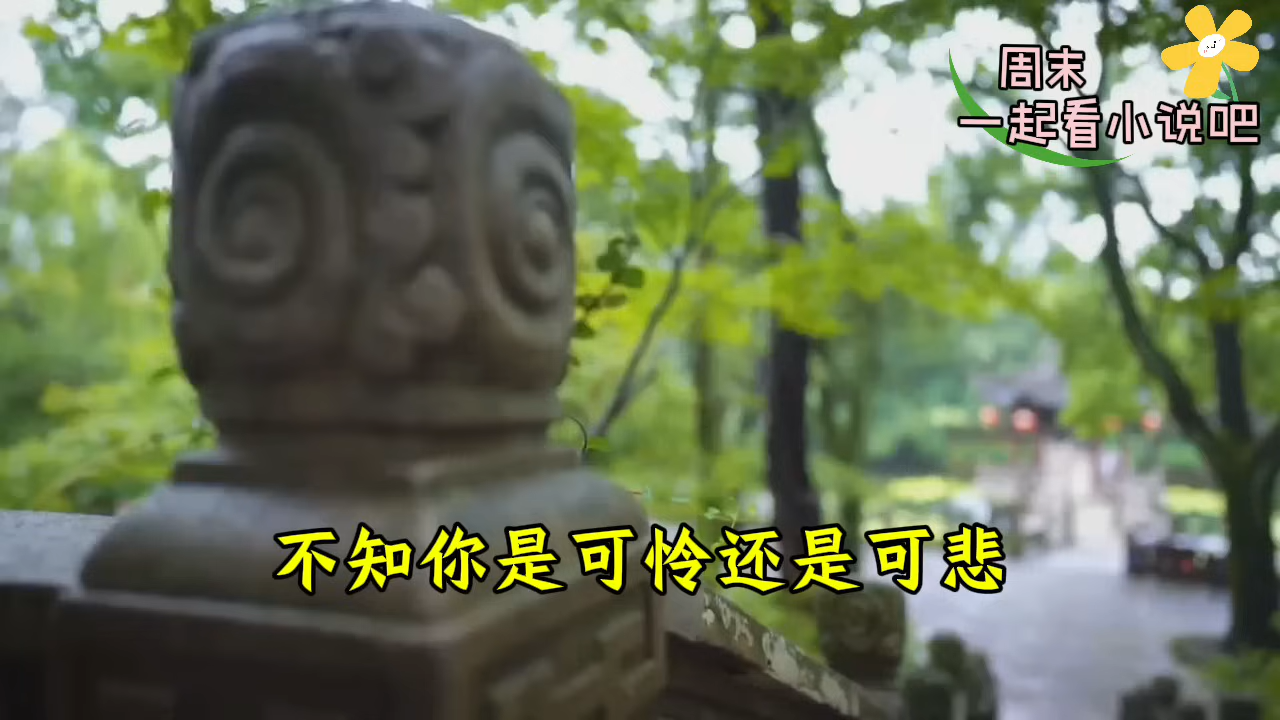 周末
一起看小说吧
不知你是可怜还是可悲